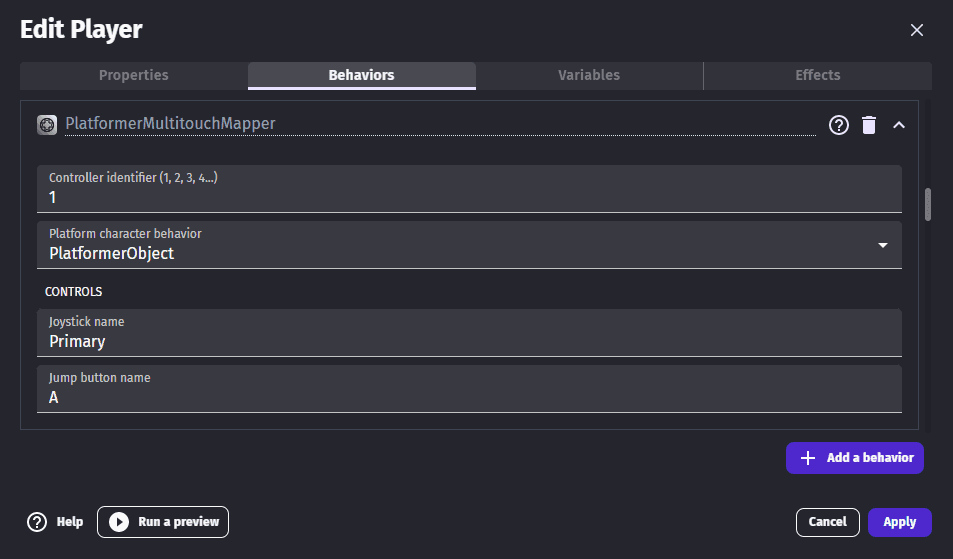 Edit Player
Properties
Behaviors
Variables
Effects
PlatformerMultitouchMapper
Controller identifier (1, 2, 3, 4...)
1
Platform character behavior
PlatformerObject
CONTROLS
Joystick name
Primary
Jump button name
A
Add a behavior
Help
Run a preview
Cancel
Apply